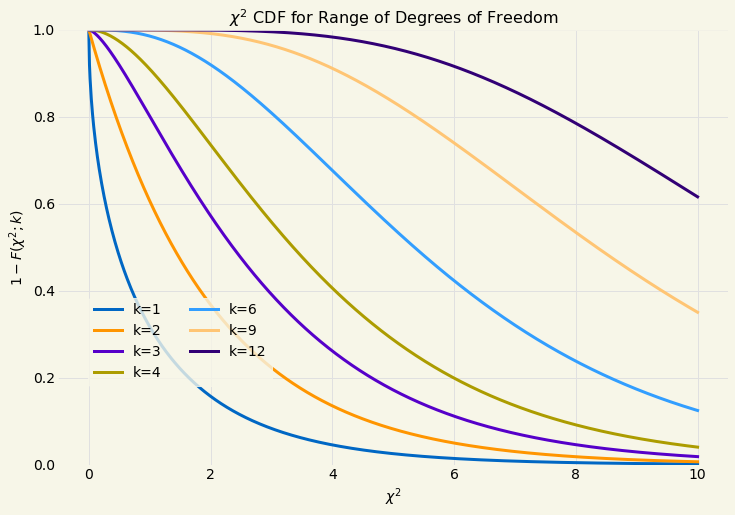 χ² CDF for Range of Degrees of Freedom
1 − F(χ²; k)
1.0
0.8
0.6
0.4
0.2
0.0
k=1
k=2
k=3
k=4
k=6
k=9
k=12
0 2 4 6 8 10
χ²